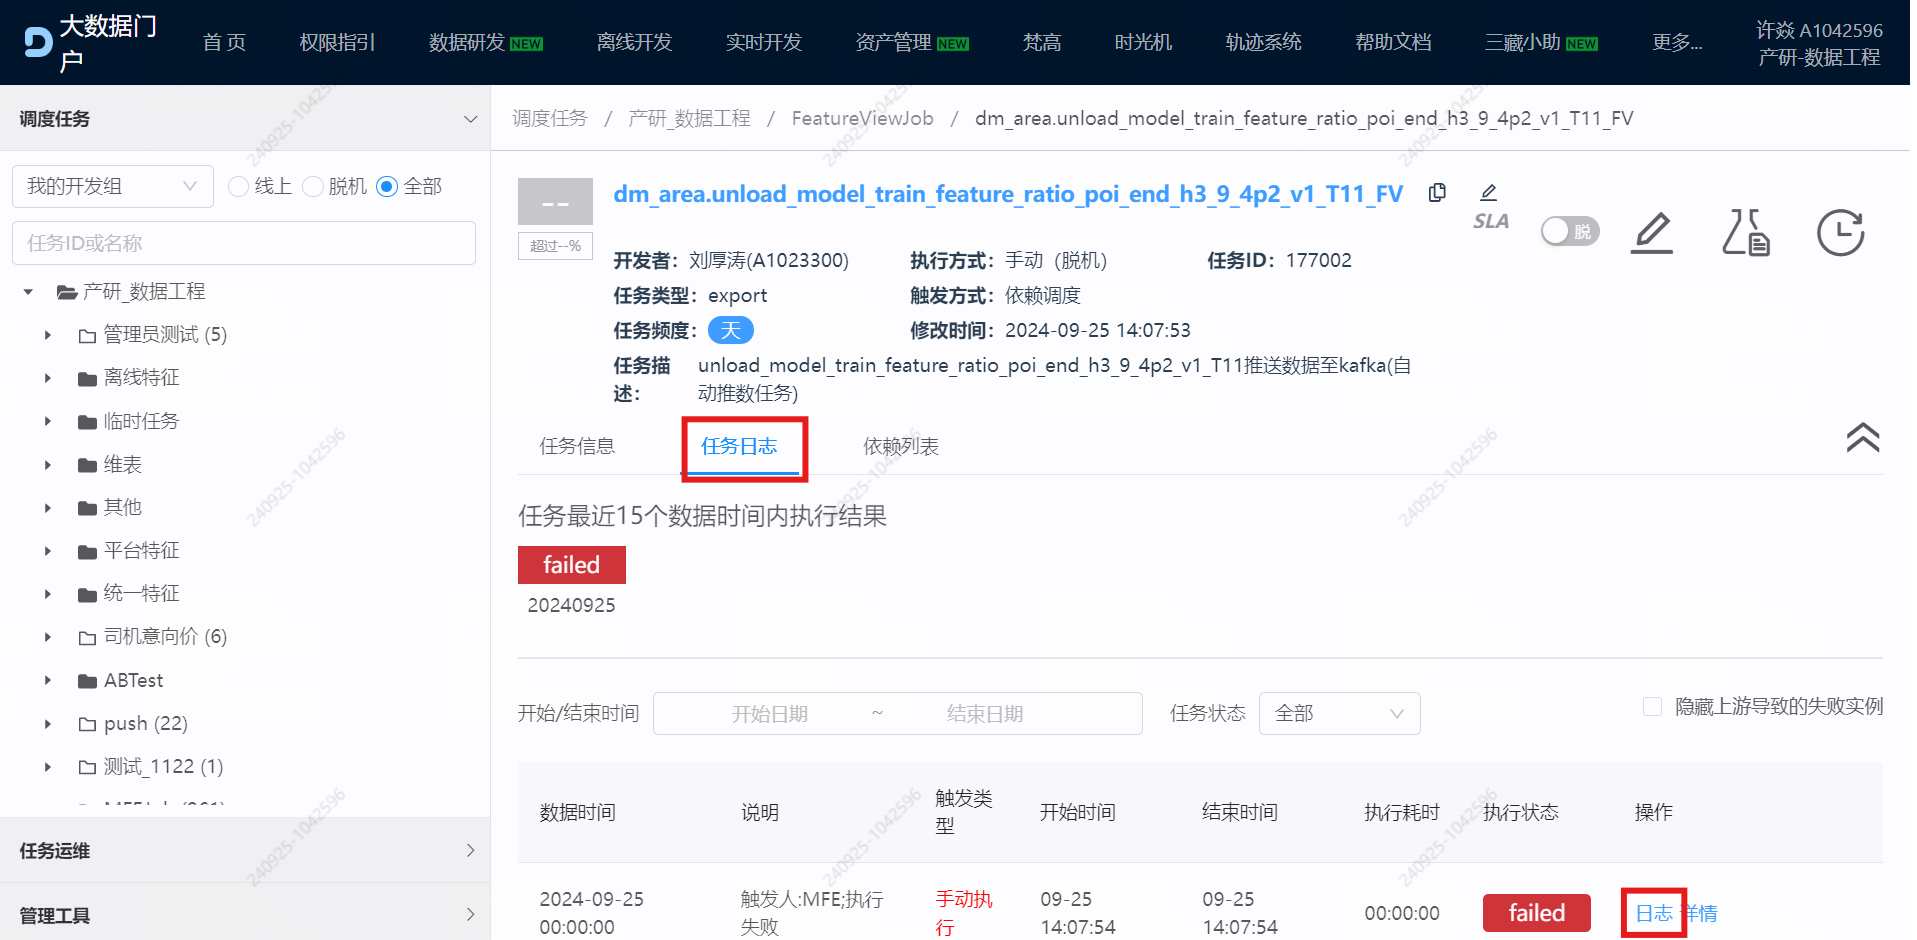 大数据门户
首 页
权限指引
数据研发 NEW
离线开发
实时开发
资产管理 NEW
梵高
时光机
轨迹系统
帮助文档
三藏小助 NEW
更多...
许焱 A1042596
产研-数据工程
调度任务
我的开发组
线上
脱机
全部
任务ID或名称
产研_数据工程
管理员测试 (5)
离线特征
临时任务
维表
其他
平台特征
统一特征
司机意向价 (6)
ABTest
push (22)
测试_1122 (1)
任务运维
管理工具
调度任务 / 产研_数据工程 / FeatureViewJob / dm_area.unload_model_train_feature_ratio_poi_end_h3_9_4p2_v1_T11_FV
--
超过--%
dm_area.unload_model_train_feature_ratio_poi_end_h3_9_4p2_v1_T11_FV
SLA
脱
开发者：刘厚涛(A1023300)
执行方式：手动（脱机）
任务ID：177002
任务类型：export
触发方式：依赖调度
任务频度：天
修改时间：2024-09-25 14:07:53
任务描述：
unload_model_train_feature_ratio_poi_end_h3_9_4p2_v1_T11推送数据至kafka(自
动推数任务)
任务信息
任务日志
依赖列表
任务最近15个数据时间内执行结果
failed
20240925
开始/结束时间
开始日期 ~ 结束日期
任务状态
全部
隐藏上游导致的失败实例
数据时间
说明
触发类型
开始时间
结束时间
执行耗时
执行状态
操作
2024-09-25
00:00:00
触发人:MFE;执行
失败
手动执
行
09-25
14:07:54
09-25
14:07:54
00:00:00
failed
日志 详情
240925-1042596
240925-1042596
240925-1042596
240925-1042596
240925-1042596
240925-1042596
240925-1042596
240925-1042596
240925-1042596